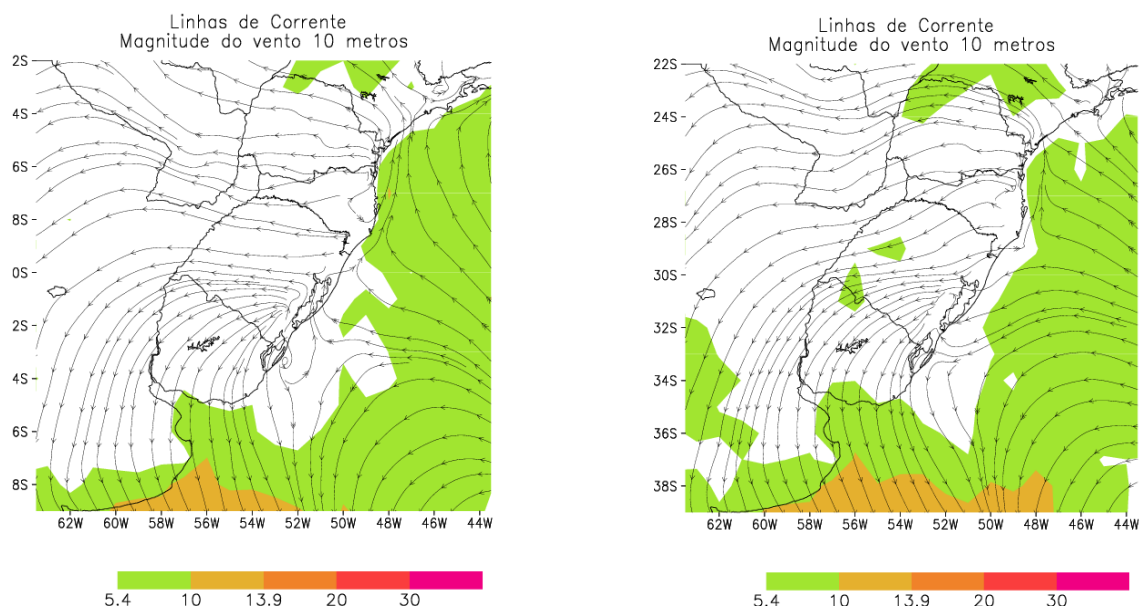 Linhas de Corrente
Magnitude do vento 10 metros
2S
4S
6S
8S
0S
2S
4S
6S
8S
62W 60W 58W 56W 54W 52W 50W 48W 46W 44W
5.4 10 13.9 20 30
Linhas de Corrente
Magnitude do vento 10 metros
22S
24S
26S
28S
30S
32S
34S
36S
38S
62W 60W 58W 56W 54W 52W 50W 48W 46W 44W
5.4 10 13.9 20 30